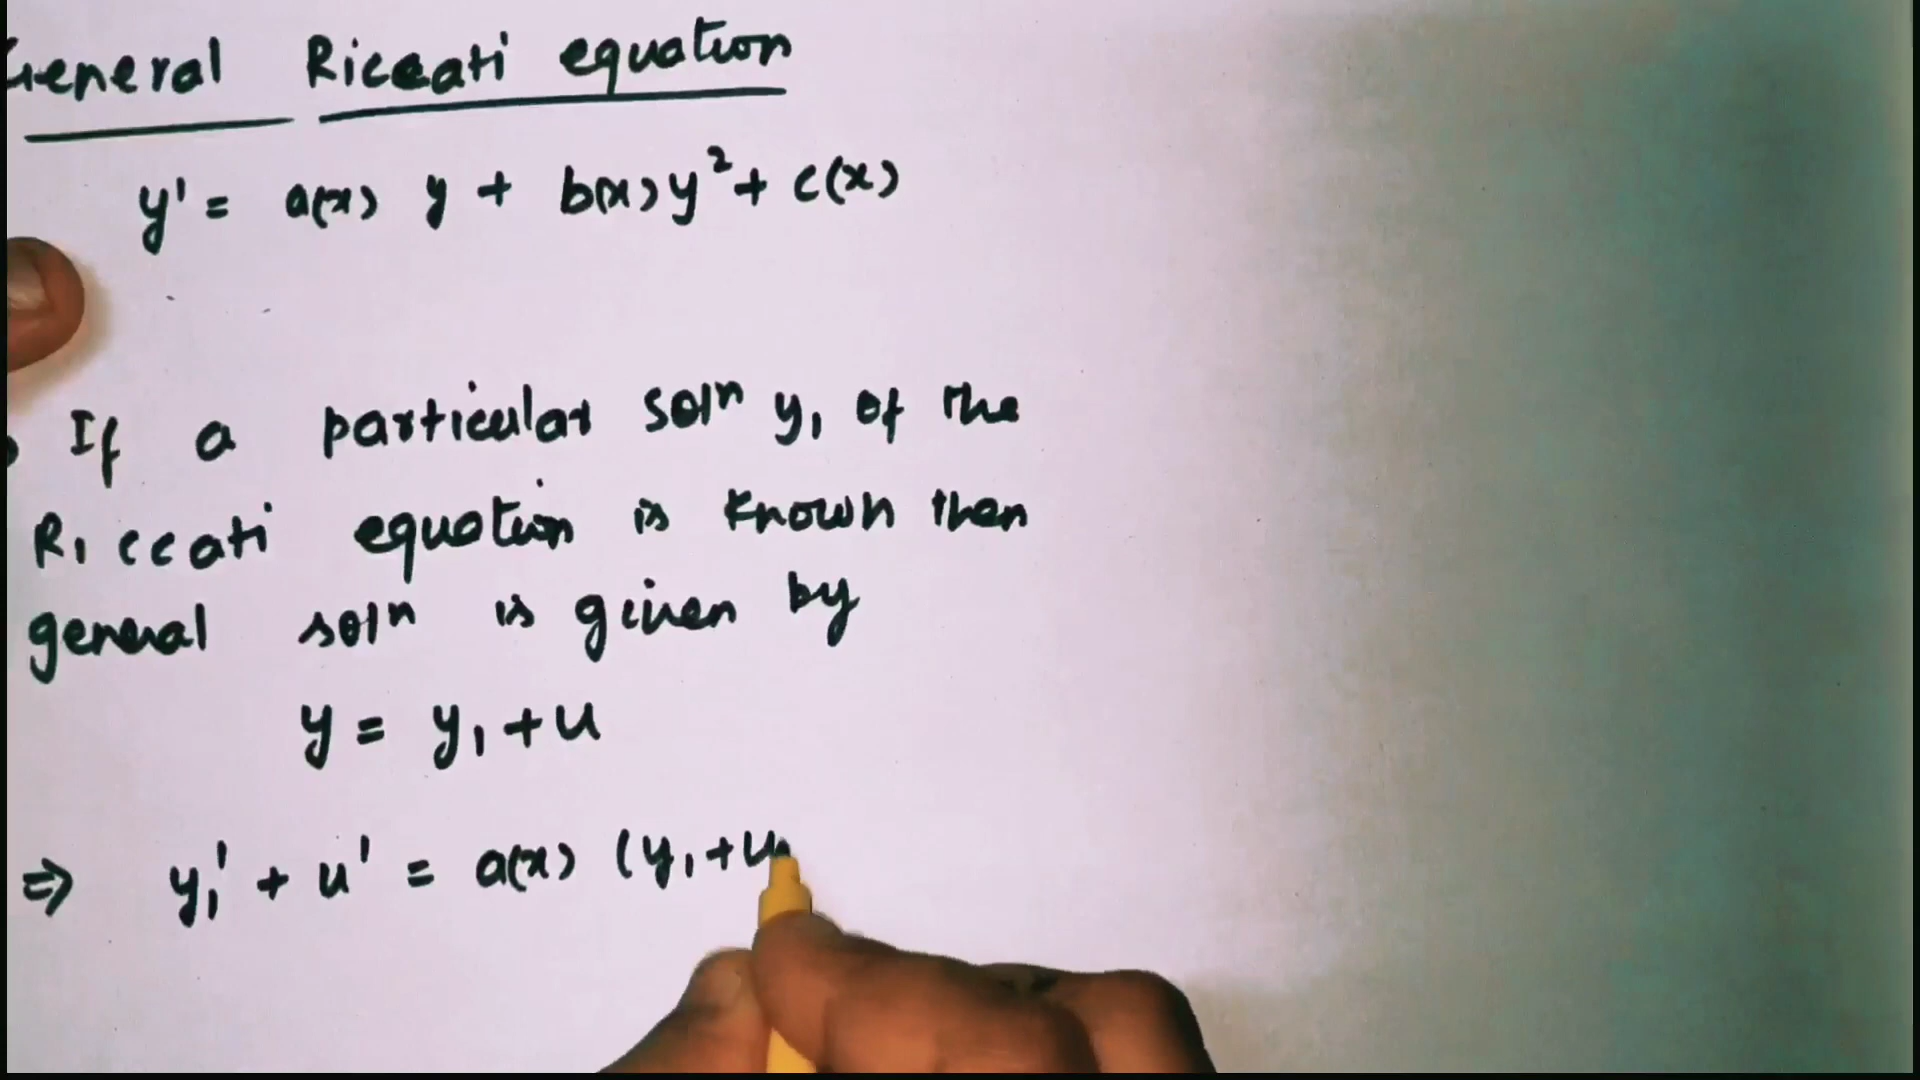 General Riccati equation
y' = a(x) y + b(x) y² + c(x)
If a particular solⁿ y₁ of the
Riccati equation is known then
general solⁿ is given by
y = y₁ + u
⇒ y₁' + u' = a(x) (y₁ + u